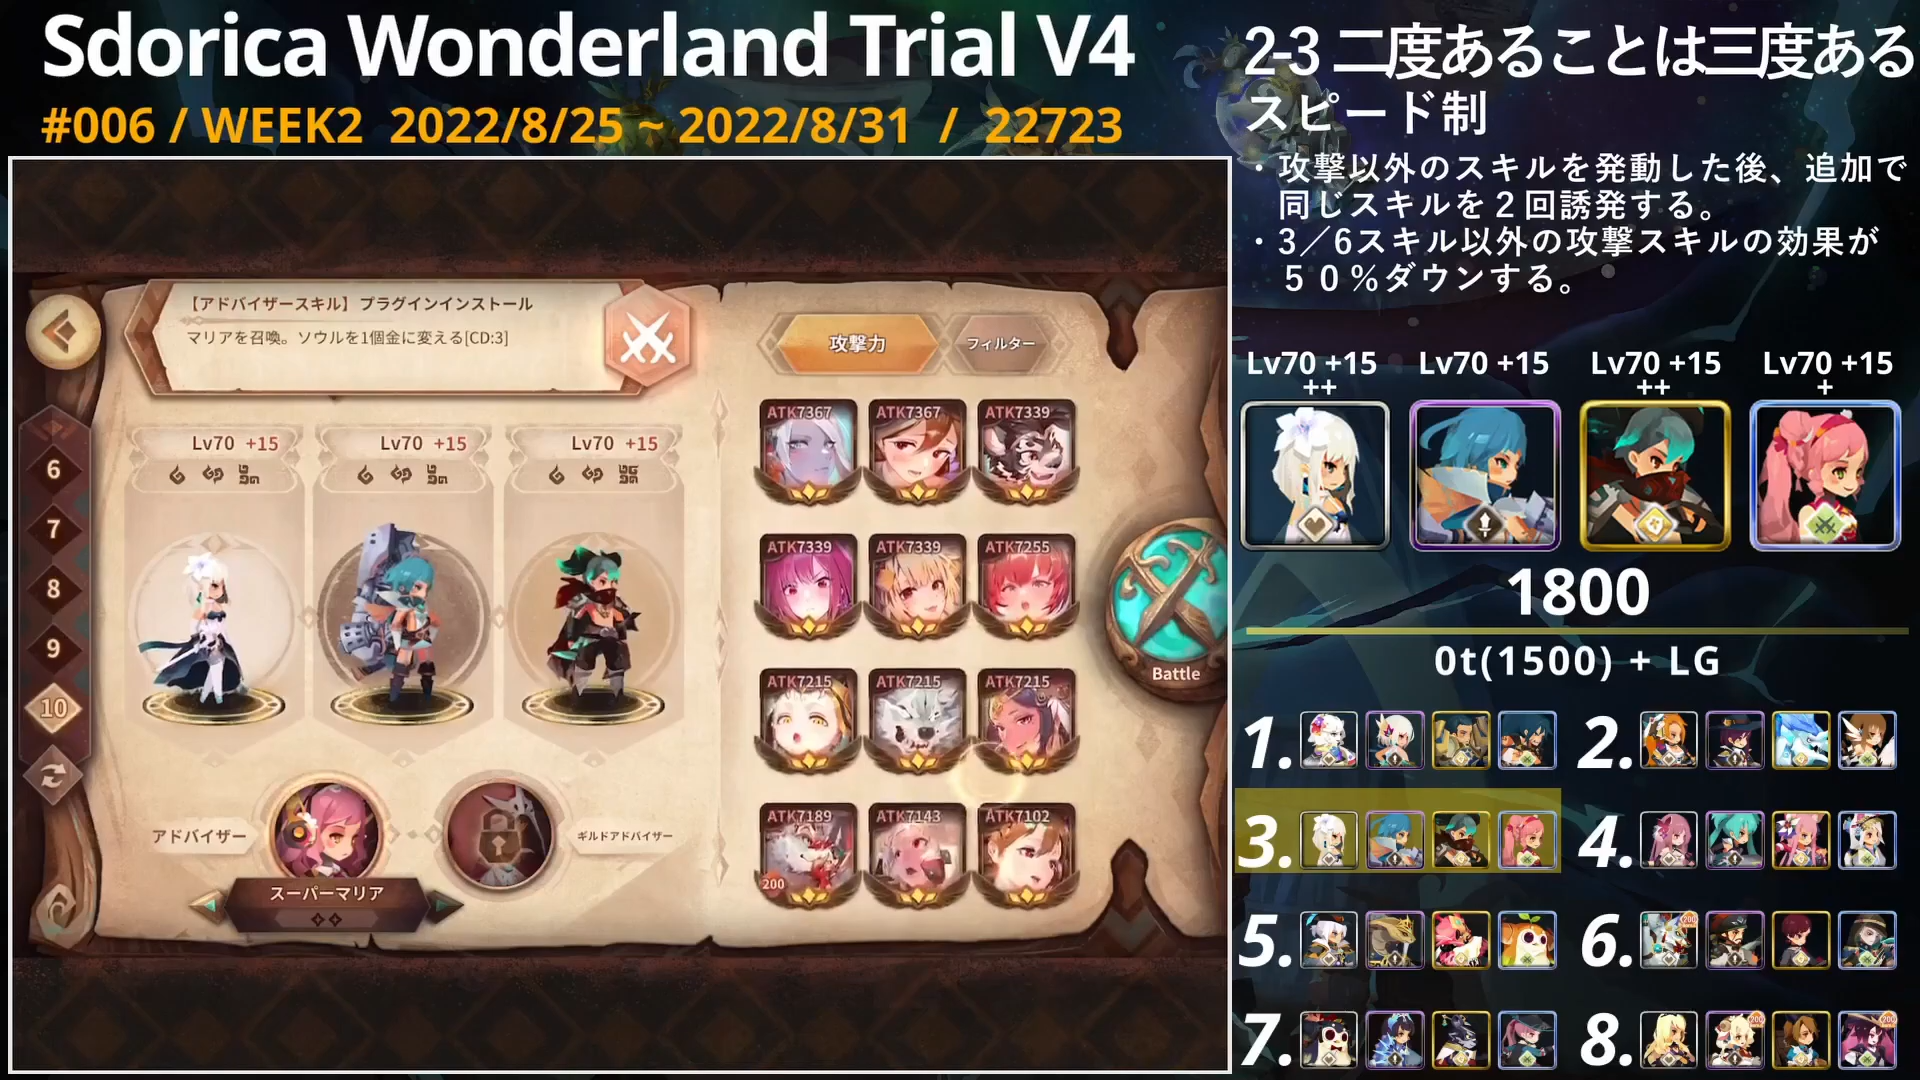 Sdorica Wonderland Trial V4
#006 / WEEK2 2022/8/25 ~ 2022/8/31 / 22723
2-3 二度あることは三度ある
スピード制
・攻撃以外のスキルを発動した後、追加で
同じスキルを２回誘発する。
・3／6スキル以外の攻撃スキルの効果が
５０％ダウンする。
【アドバイザースキル】プラグインインストール
マリアを召喚。ソウルを1個金に変える[CD:3]
攻撃力
フィルター
6
7
8
9
10
Lv70 +15
Lv70 +15
Lv70 +15
ATK7367
ATK7367
ATK7339
ATK7339
ATK7339
ATK7255
ATK7215
ATK7215
ATK7215
ATK7189
ATK7143
ATK7102
200
Battle
アドバイザー
ギルドアドバイザー
スーパーマリア
Lv70 +15
++
Lv70 +15
Lv70 +15
++
Lv70 +15
+
1800
0t(1500) + LG
1.
2.
3.
4.
5.
6.
200
7.
8.
200
200